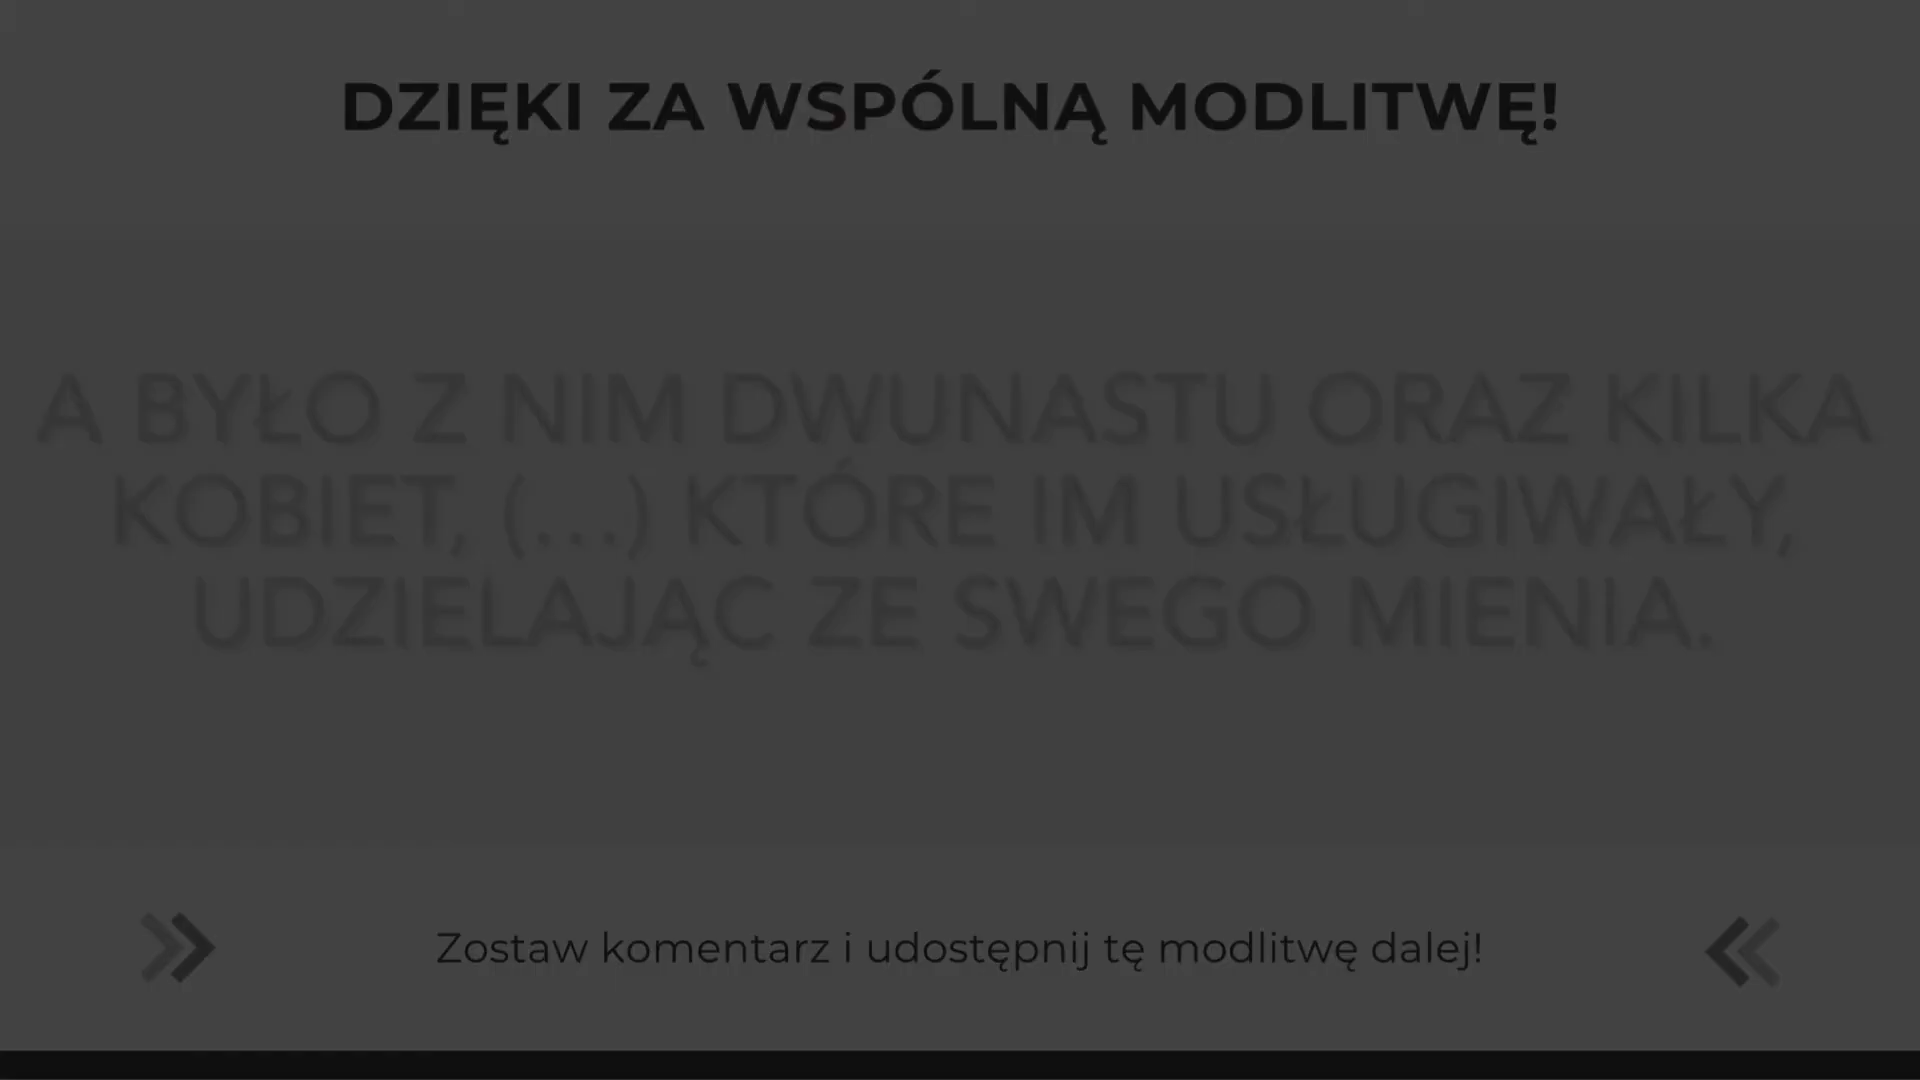 DZIĘKI ZA WSPÓLNĄ MODLITWĘ!
A BYŁO Z NIM DWUNASTU ORAZ KILKA
KOBIET, (...) KTÓRE IM USŁUGIWAŁY,
UDZIELAJĄC ZE SWEGO MIENIA.
Zostaw komentarz i udostępnij tę modlitwę dalej!